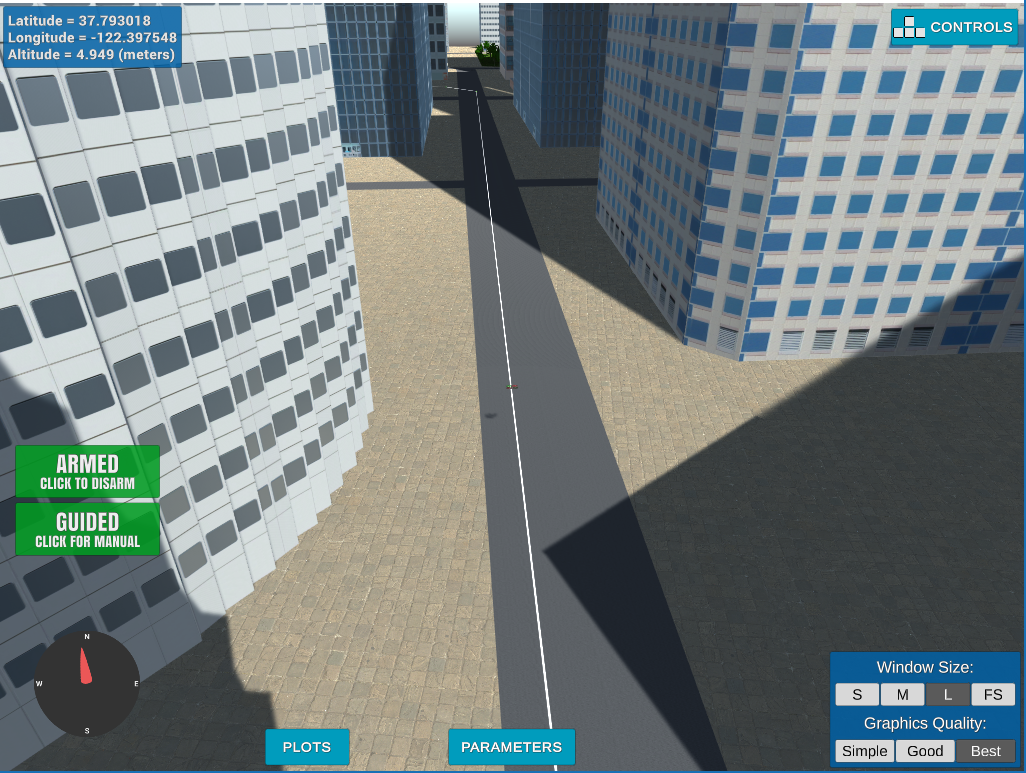 Latitude = 37.793018
Longitude = -122.397548
Altitude = 4.949 (meters)
CONTROLS
ARMED
CLICK TO DISARM
GUIDED
CLICK FOR MANUAL
N
W
E
S
PLOTS
PARAMETERS
Window Size:
S M L FS
Graphics Quality:
Simple Good Best